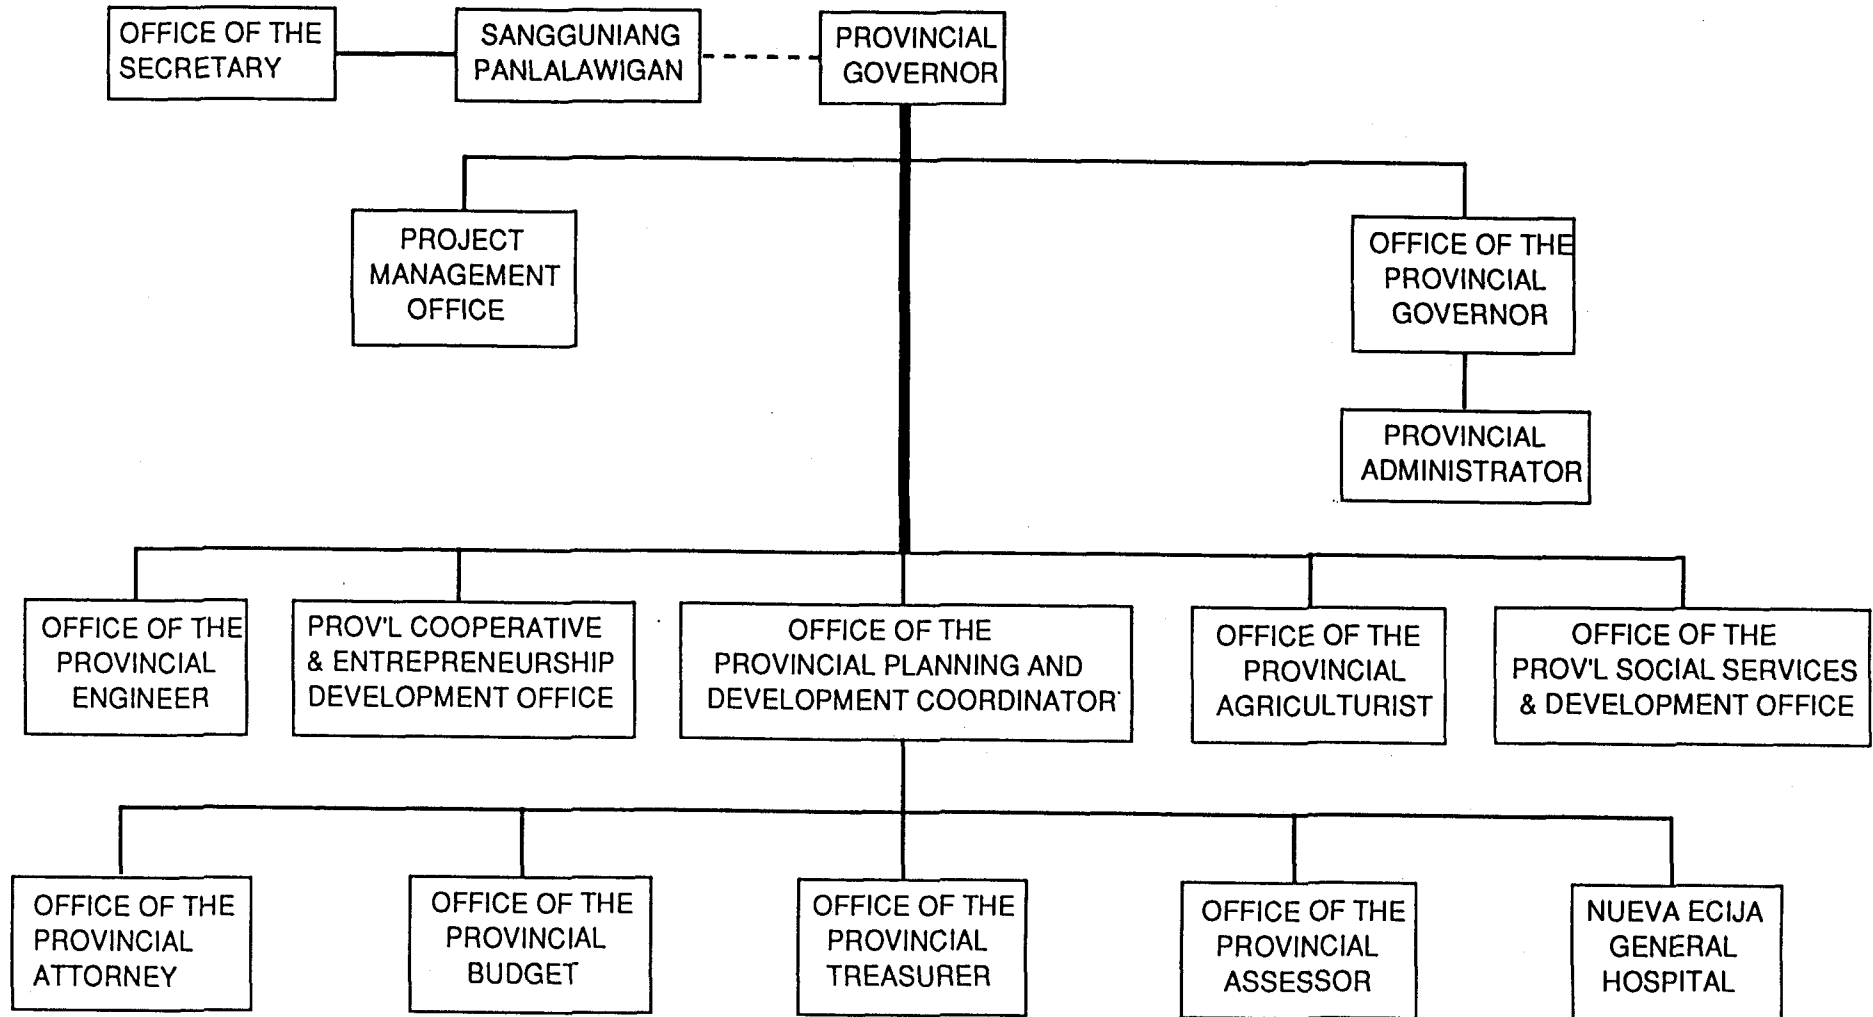 OFFICE OF THE
SECRETARY
SANGGUNIANG
PANLALAWIGAN
PROVINCIAL
GOVERNOR
PROJECT
MANAGEMENT
OFFICE
OFFICE OF THE
PROVINCIAL
GOVERNOR
PROVINCIAL
ADMINISTRATOR
OFFICE OF THE
PROVINCIAL
ENGINEER
PROV'L COOPERATIVE
& ENTREPRENEURSHIP
DEVELOPMENT OFFICE
OFFICE OF THE
PROVINCIAL PLANNING AND
DEVELOPMENT COORDINATOR
OFFICE OF THE
PROVINCIAL
AGRICULTURIST
OFFICE OF THE
PROV'L SOCIAL SERVICES
& DEVELOPMENT OFFICE
OFFICE OF THE
PROVINCIAL
ATTORNEY
OFFICE OF THE
PROVINCIAL
BUDGET
OFFICE OF THE
PROVINCIAL
TREASURER
OFFICE OF THE
PROVINCIAL
ASSESSOR
NUEVA ECIJA
GENERAL
HOSPITAL